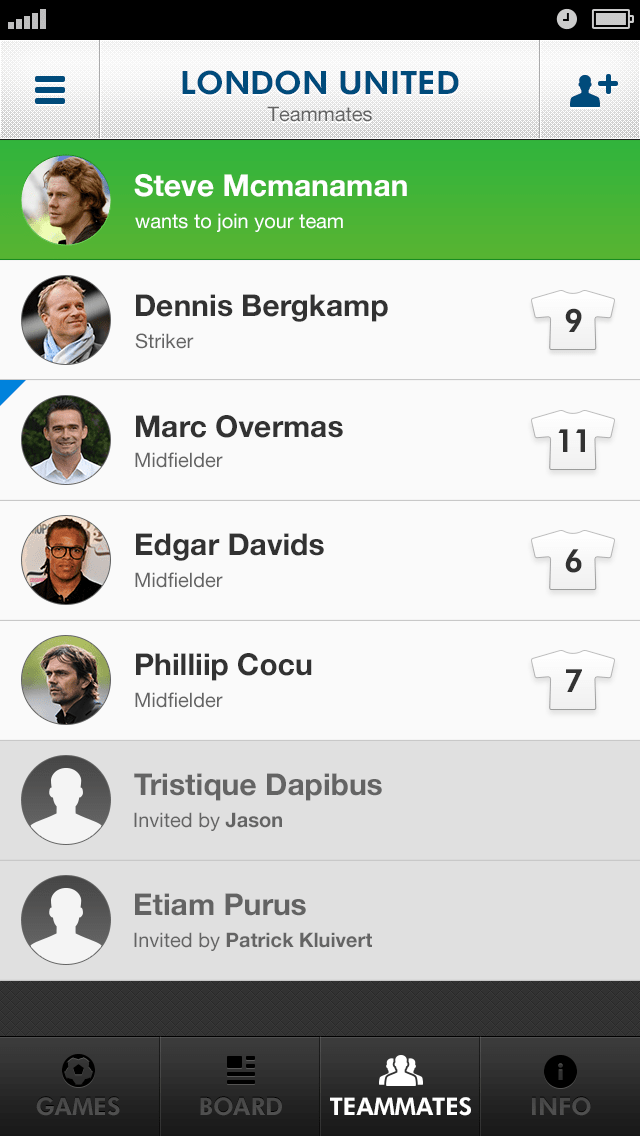 LONDON UNITED
Teammates
Steve Mcmanaman
wants to join your team
Dennis Bergkamp
Striker
9
Marc Overmas
Midfielder
11
Edgar Davids
Midfielder
6
Philliip Cocu
Midfielder
7
Tristique Dapibus
Invited by Jason
Etiam Purus
Invited by Patrick Kluivert
GAMES
BOARD
TEAMMATES
INFO